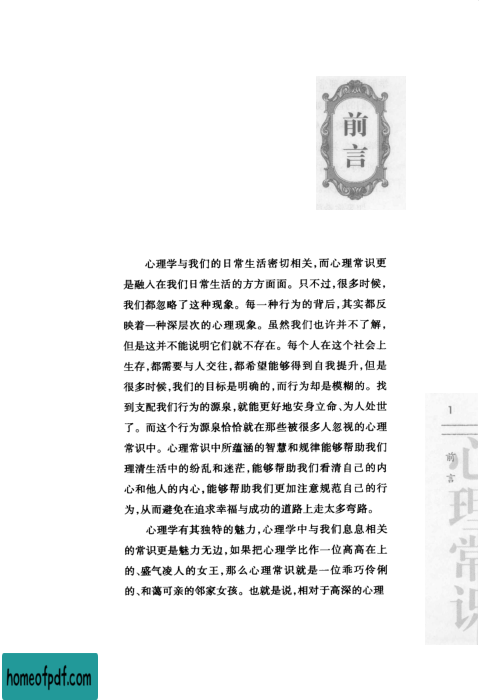 前
言
心理学与我们的日常生活密切相关,而心理常识更
是融入在我们日常生活的方方面面。只不过,很多时候,
我们都忽略了这种现象。每一种行为的背后,其实都反
映着一种深层次的心理现象。虽然我们也许并不了解,
但是这并不能说明它们就不存在。每个人在这个社会上
生存,都需要与人交往,都希望能够得到自我提升,但是
很多时候,我们的目标是明确的,而行为却是模糊的。找
到支配我们行为的源泉,就能更好地安身立命、为人处世
了。而这个行为源泉恰恰就在那些被很多人忽视的心理
常识中。心理常识中所蕴涵的智慧和规律能够帮助我们
理清生活中的纷乱和迷茫,能够帮助我们看清自己的内
心和他人的内心,能够帮助我们更加注意规范自己的行
为,从而避免在追求幸福与成功的道路上走太多弯路。
心理学有其独特的魅力,心理学中与我们息息相关
的常识更是魅力无边,如果把心理学比作一位高高在上
的、盛气凌人的女王,那么心理常识就是一位乖巧伶俐
的、和蔼可亲的邻家女孩。也就是说,相对于高深的心理
1
前言
心理常识
homeofpdf.com